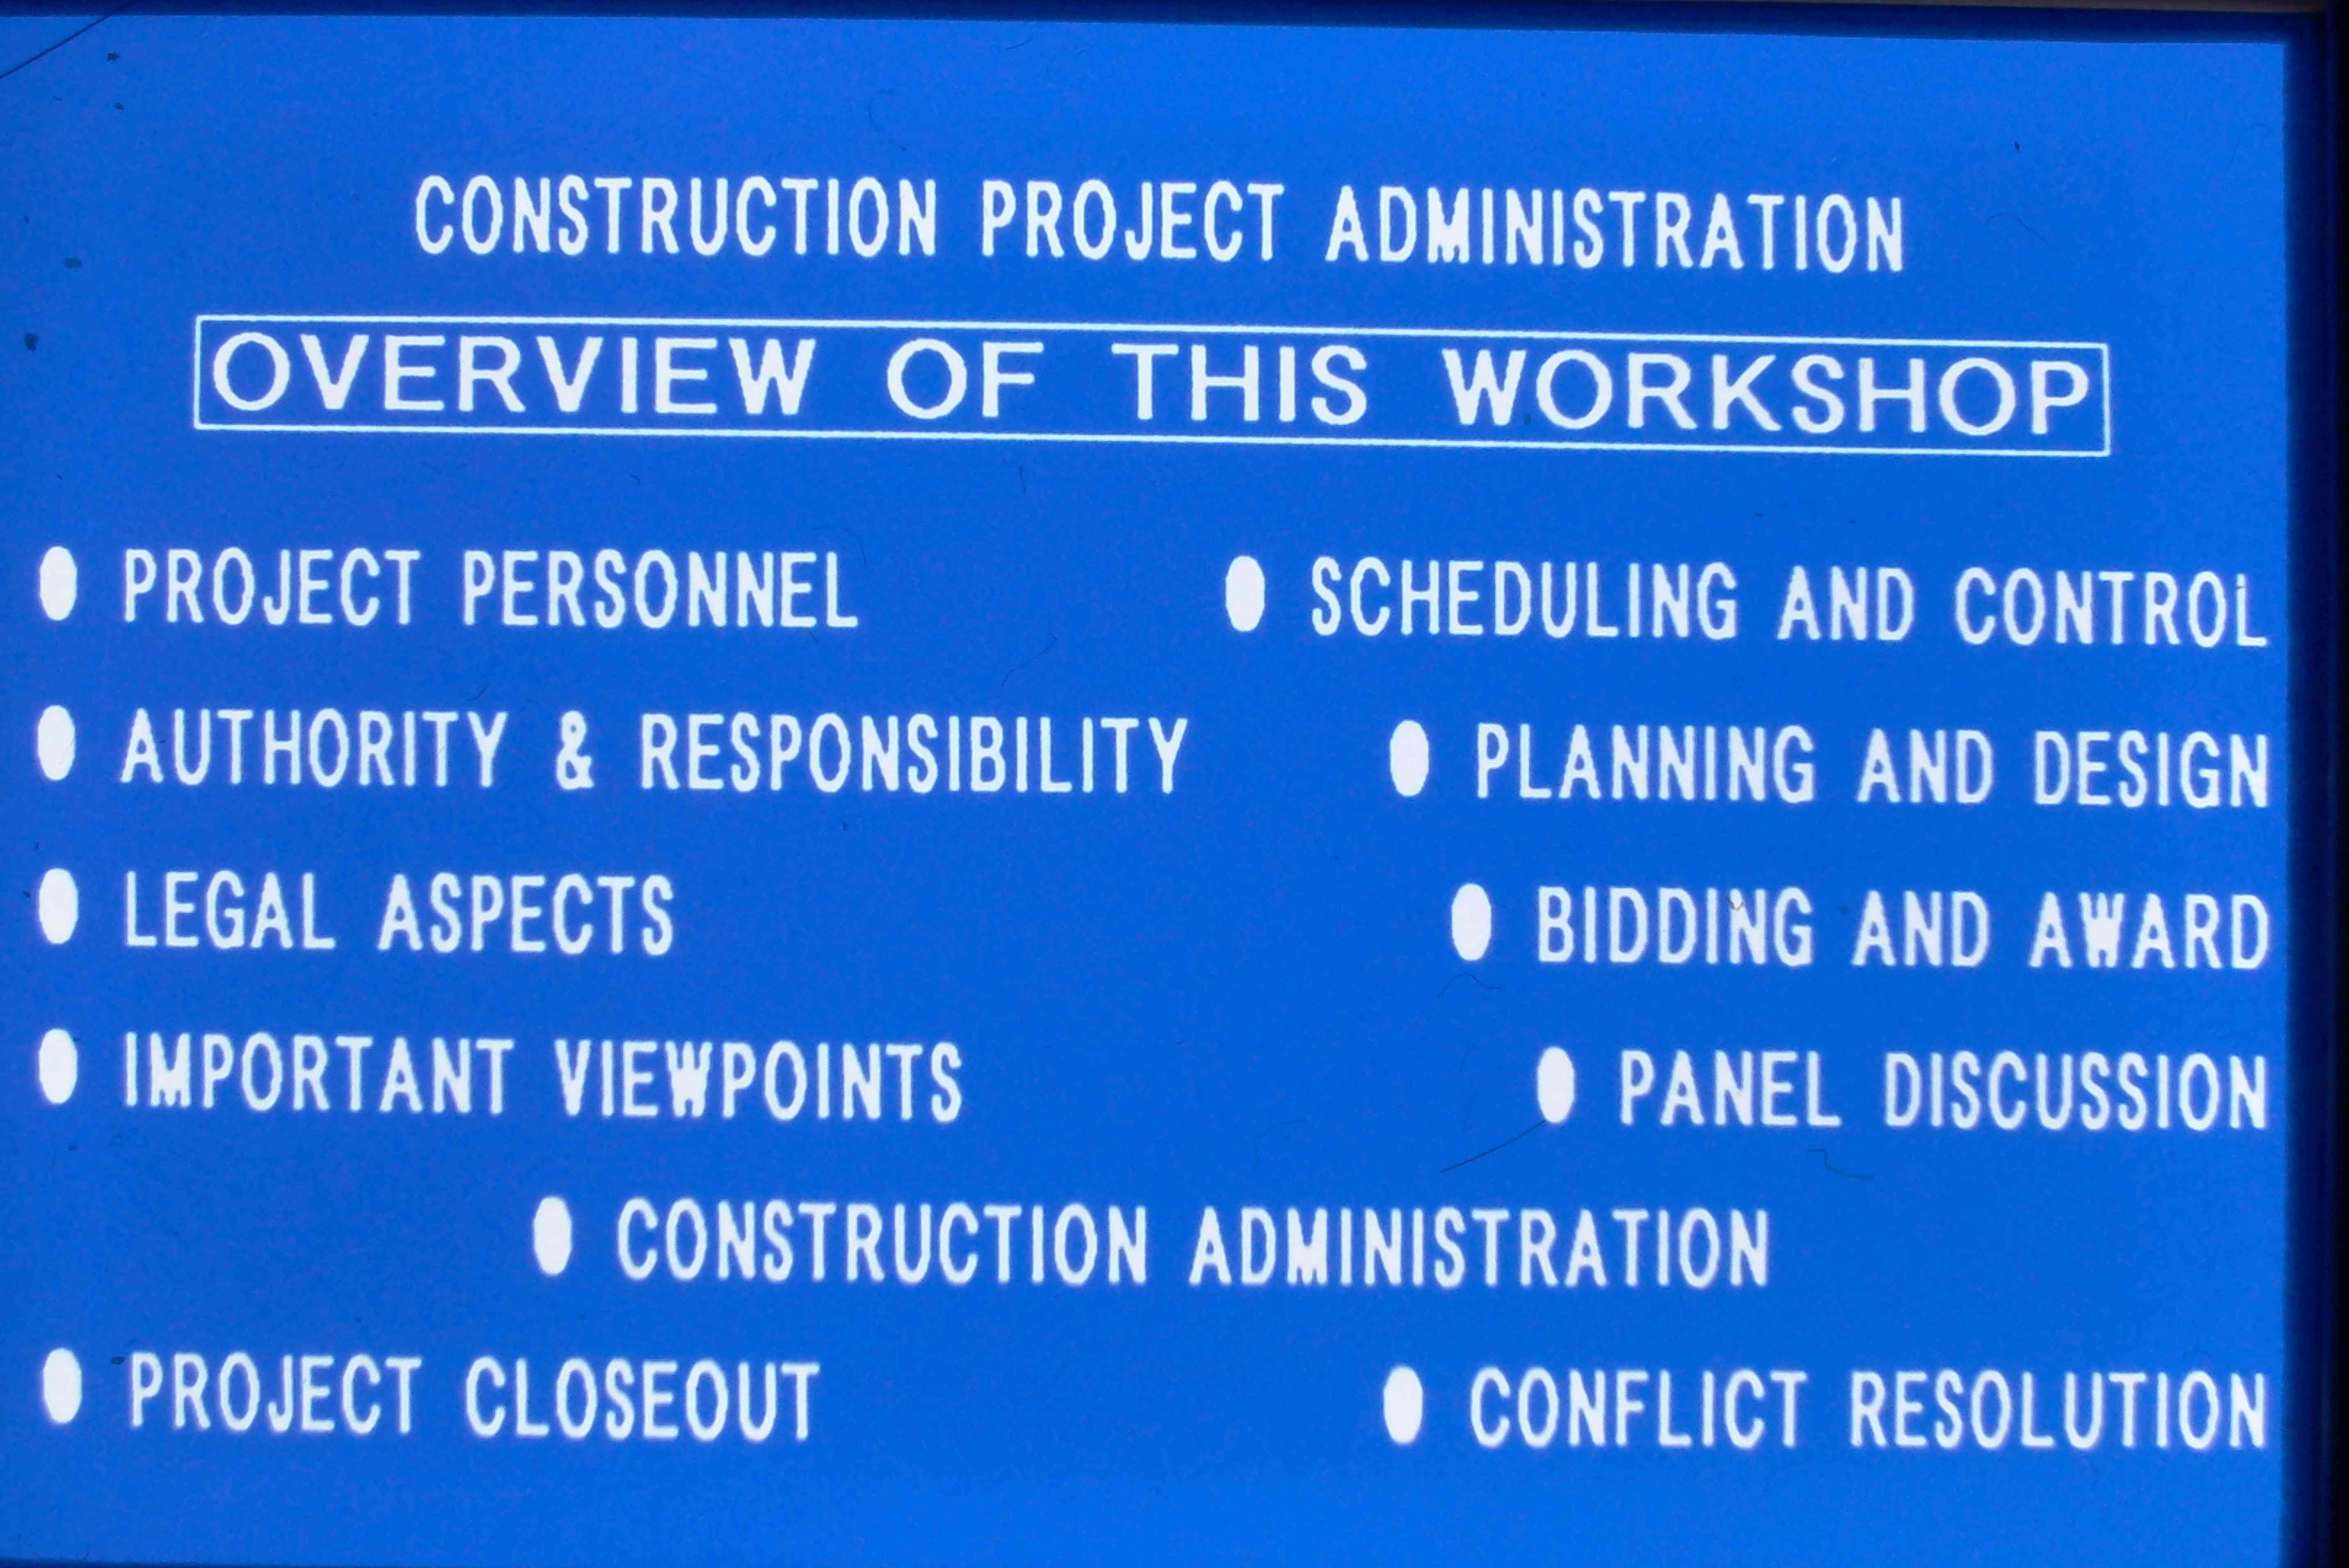 CONSTRUCTION PROJECT ADMINISTRATION
OVERVIEW OF THIS WORKSHOP
● PROJECT PERSONNEL ● SCHEDULING AND CONTROL
● AUTHORITY & RESPONSIBILITY ● PLANNING AND DESIGN
● LEGAL ASPECTS ● BIDDING AND AWARD
● IMPORTANT VIEWPOINTS ● PANEL DISCUSSION
● CONSTRUCTION ADMINISTRATION
● PROJECT CLOSEOUT ● CONFLICT RESOLUTION